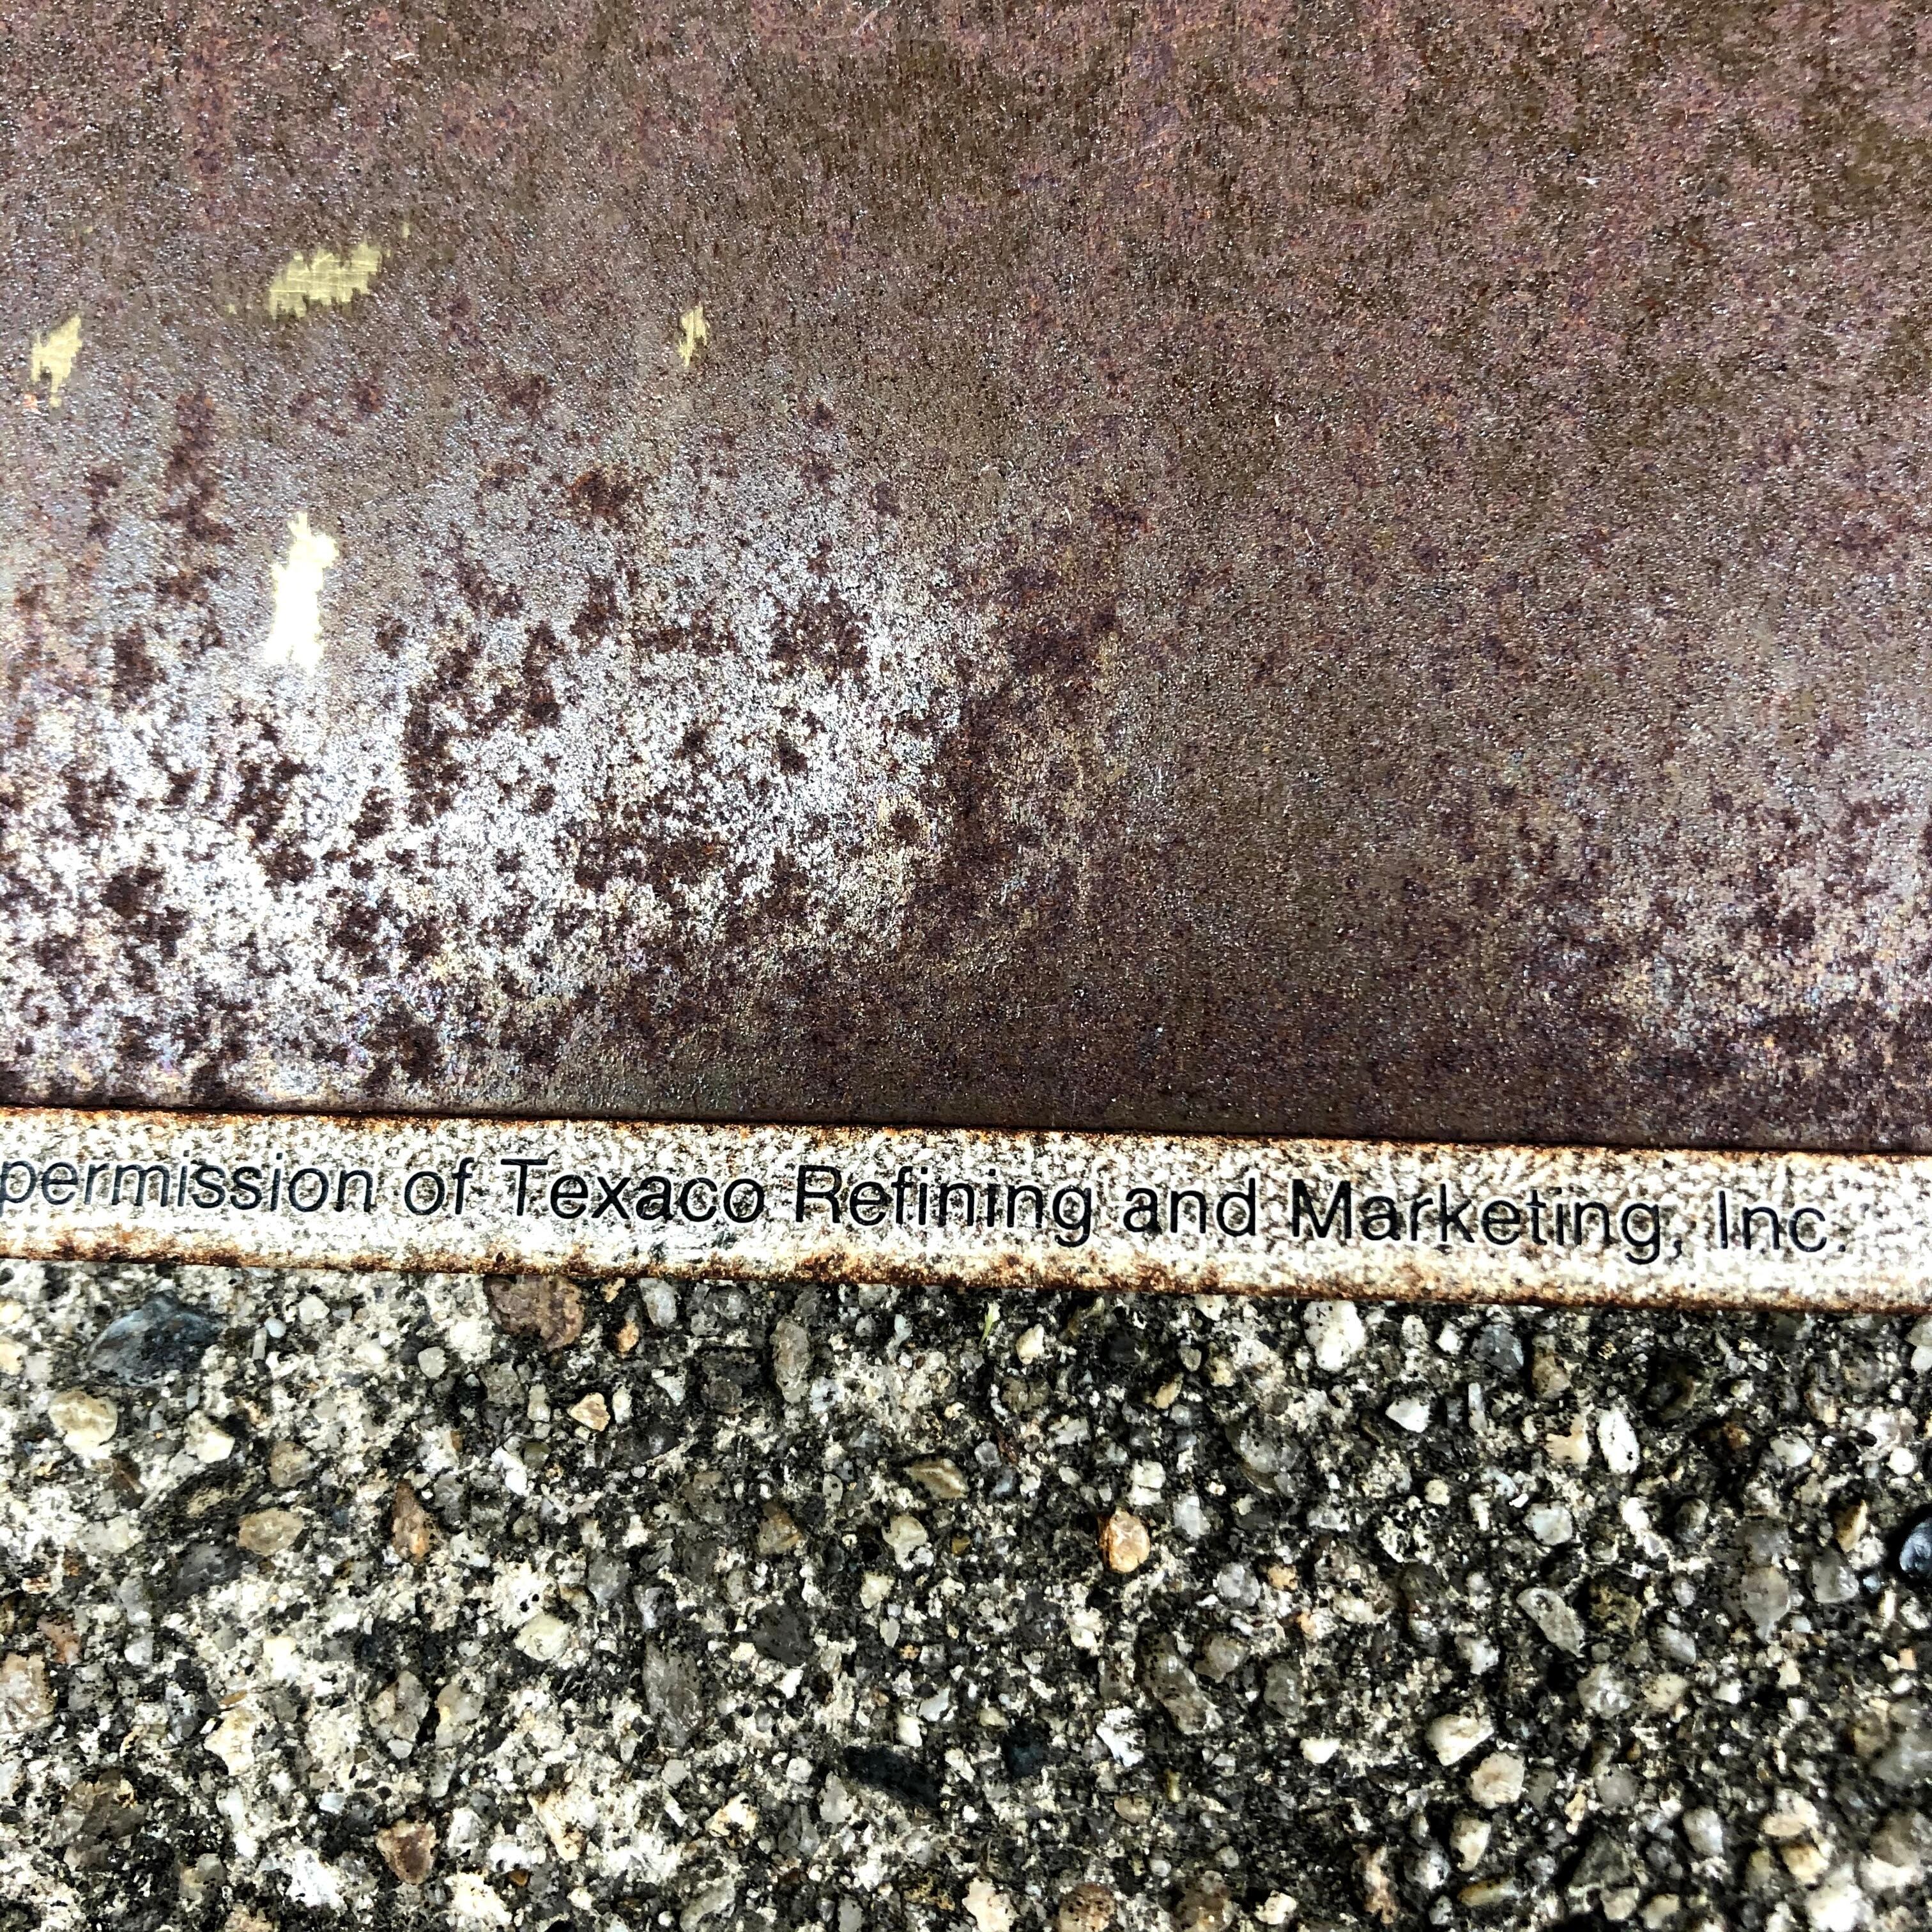 permission of Texaco Refining and Marketing, Inc.